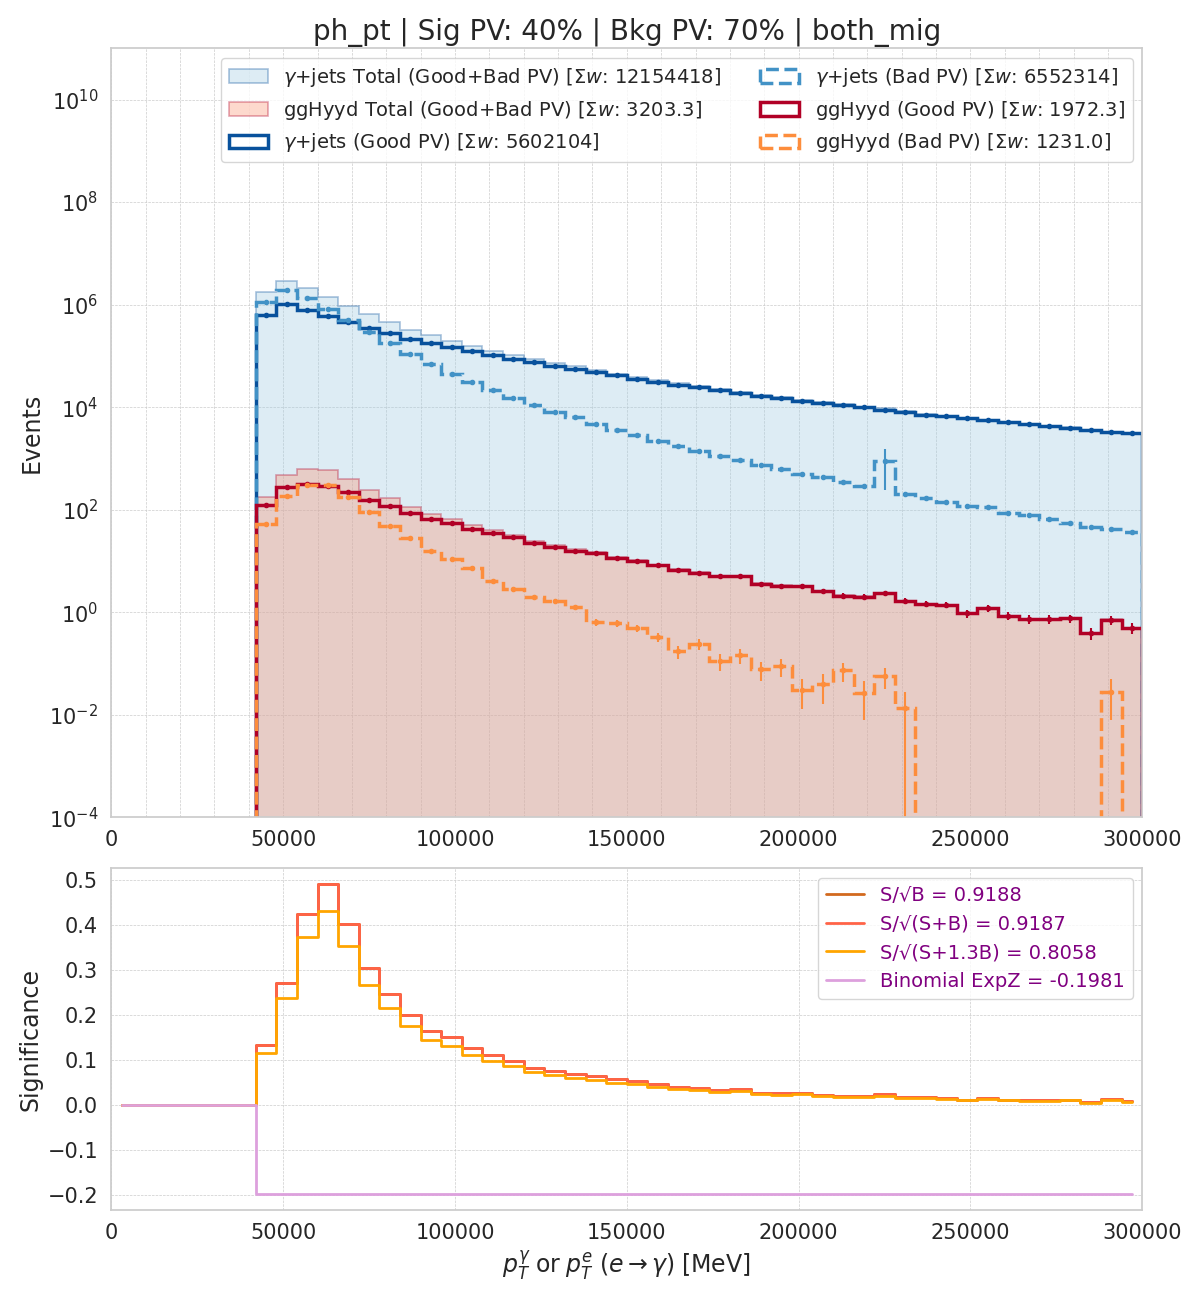 ph_pt | Sig PV: 40% | Bkg PV: 70% | both_mig
γ+jets Total (Good+Bad PV) [Σw: 12154418]
ggHyyd Total (Good+Bad PV) [Σw: 3203.3]
γ+jets (Good PV) [Σw: 5602104]
γ+jets (Bad PV) [Σw: 6552314]
ggHyyd (Good PV) [Σw: 1972.3]
ggHyyd (Bad PV) [Σw: 1231.0]
Events
10^10
10^8
10^6
10^4
10^2
10^0
10^−2
10^−4
0 50000 100000 150000 200000 250000 300000
Significance
0.5
0.4
0.3
0.2
0.1
0.0
−0.1
−0.2
S/√B = 0.9188
S/√(S+B) = 0.9187
S/√(S+1.3B) = 0.8058
Binomial ExpZ = -0.1981
0 50000 100000 150000 200000 250000 300000
p_T^γ or p_T^e (e→γ) [MeV]